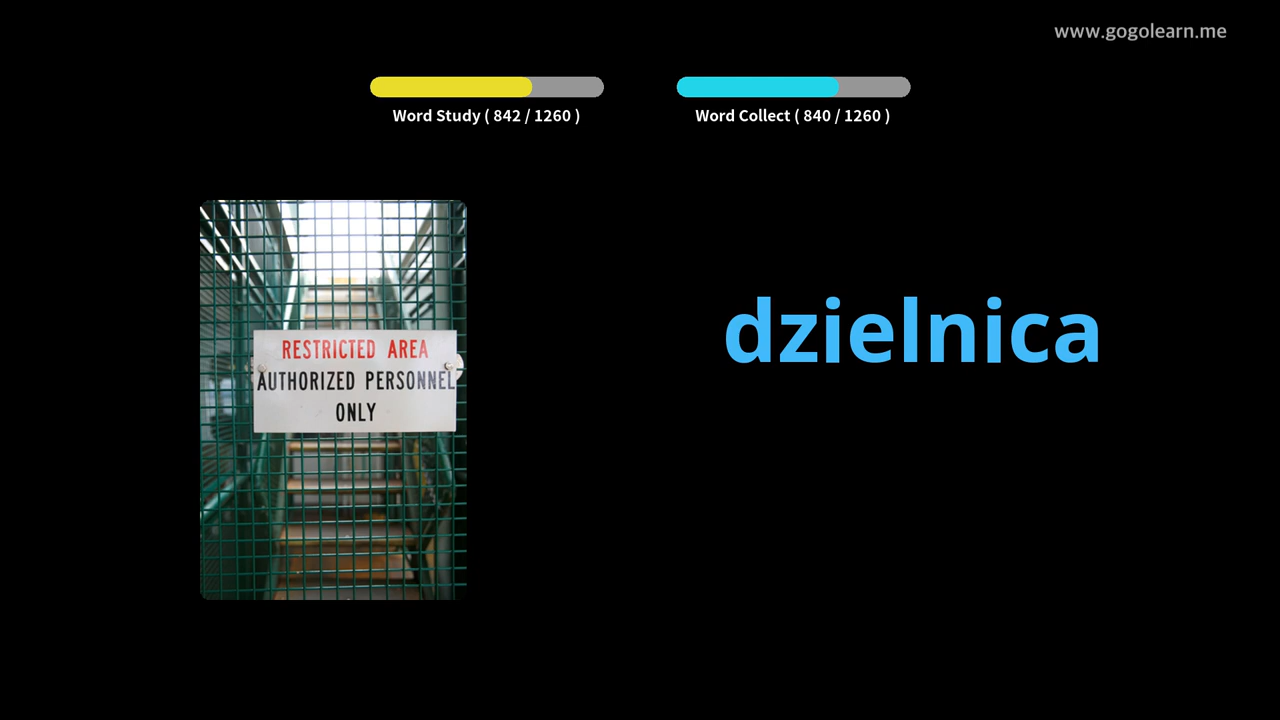 www.gogolearn.me
Word Study ( 842 / 1260 )
Word Collect ( 840 / 1260 )
RESTRICTED AREA
AUTHORIZED PERSONNEL
ONLY
dzielnica